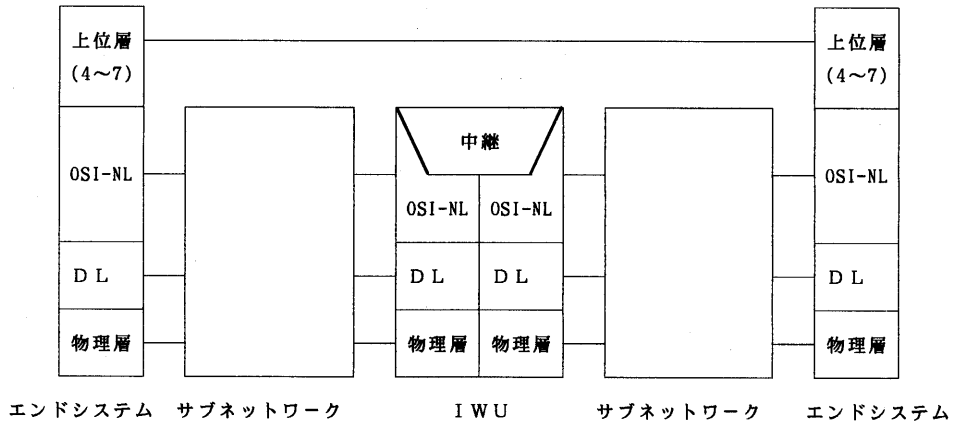 上位層
(4～7)
上位層
(4～7)
中継
OSI-NL
OSI-NL
OSI-NL
OSI-NL
DL
DL
DL
DL
物理層
物理層
物理層
物理層
エンドシステム サブネットワーク IWU サブネットワーク エンドシステム